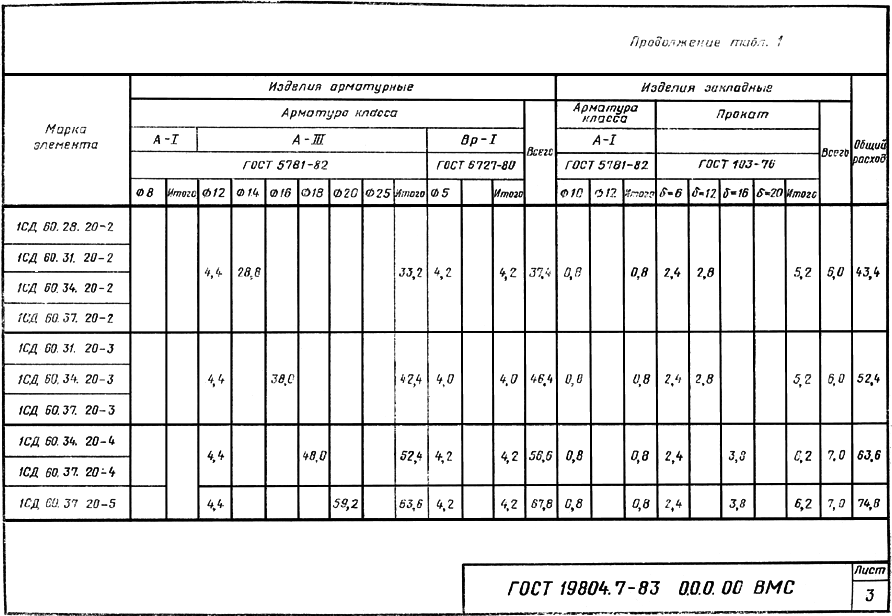 Продолжение табл. 1
Марка элемента Изделия арматурные Изделия закладные Общий расход
Арматура класса Всего Арматура класса Прокат Всего
А-I А-III Вр-I А-I
ГОСТ 5781-82 ГОСТ 6727-80 ГОСТ 5781-82 ГОСТ 103-76
Ф8 Итого Ф12 Ф14 Ф16 Ф18 Ф20 Ф25 Итого Ф5 Итого Ф10 Ф12 Итого δ=6 δ=12 δ=16 δ=20 Итого
1СД 60.28.20-2
1СД 60.31.20-2
4,4 28,8 33,2 4,2 4,2 37,4 0,8 0,8 2,4 2,8 5,2 6,0 43,4
1СД 60.34.20-2
1СД 60.37.20-2
1СД 60.31.20-3
1СД 60.34.20-3 4,4 38,0 42,4 4,0 4,0 46,4 0,8 0,8 2,4 2,8 5,2 6,0 52,4
1СД 60.37.20-3
1СД 60.34.20-4
4,4 48,0 52,4 4,2 4,2 56,6 0,8 0,8 2,4 3,8 6,2 7,0 63,6
1СД 60.37.20-4
1СД 60.37 20-5 4,4 59,2 63,6 4,2 4,2 67,8 0,8 0,8 2,4 3,8 6,2 7,0 74,8
ГОСТ 19804.7-83 0.0.0.00 ВМС
Лист
3